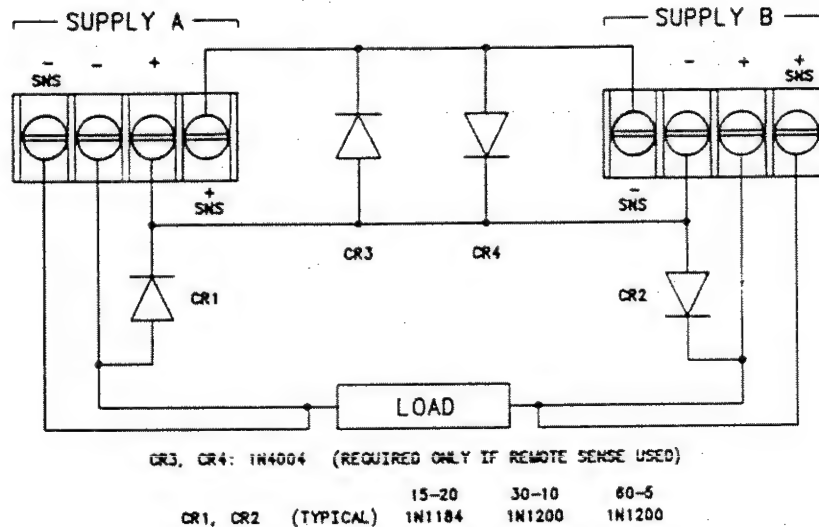 SUPPLY A
SUPPLY B
- - +
SNS
- + +
SNS
+
SNS
-
SNS
CR3 CR4
CR1
CR2
LOAD
CR3, CR4: 1N4004 (REQUIRED ONLY IF REMOTE SENSE USED)
15-20 30-10 60-5
CR1, CR2 (TYPICAL) 1N1184 1N1200 1N1200